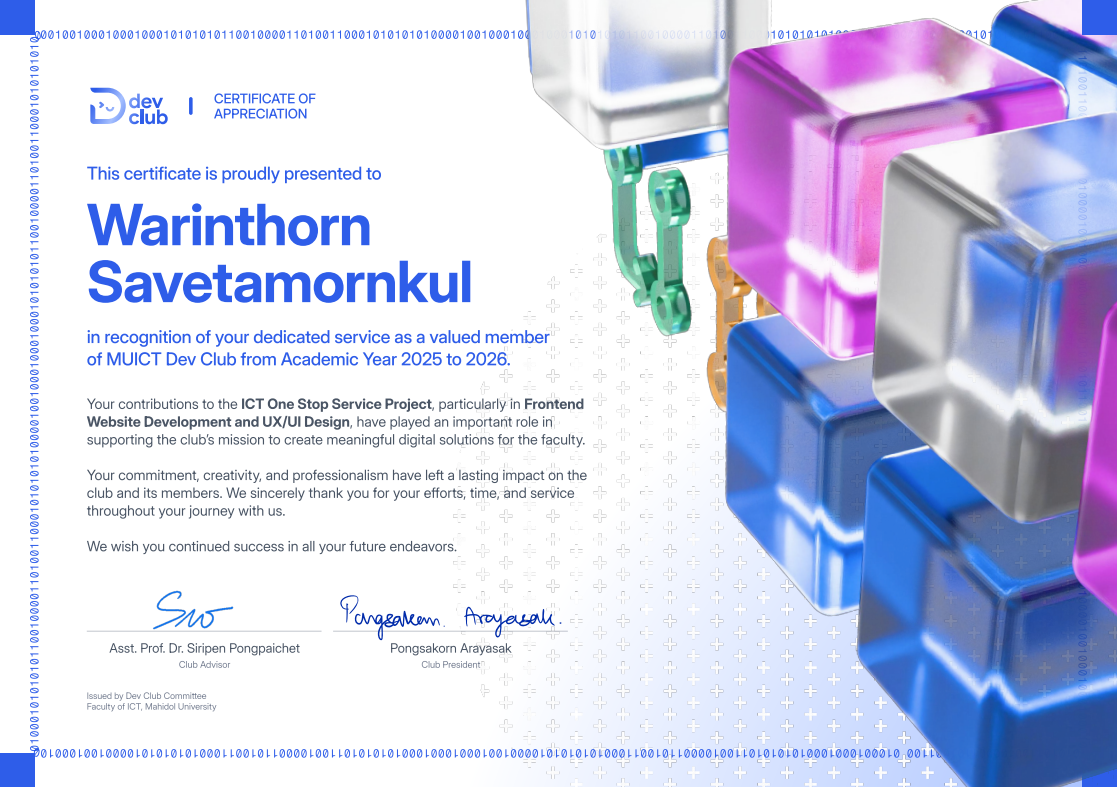 dev
club
CERTIFICATE OF
APPRECIATION
This certificate is proudly presented to
Warinthorn
Savetamornkul
in recognition of your dedicated service as a valued member
of MUICT Dev Club from Academic Year 2025 to 2026.
Your contributions to the ICT One Stop Service Project, particularly in Frontend
Website Development and UX/UI Design, have played an important role in
supporting the club's mission to create meaningful digital solutions for the faculty.
Your commitment, creativity, and professionalism have left a lasting impact on the
club and its members. We sincerely thank you for your efforts, time, and service
throughout your journey with us.
We wish you continued success in all your future endeavors.
Pongsakorn Arayasak.
Asst. Prof. Dr. Siripen Pongpaichet
Pongsakorn Arayasak
Club Advisor
Club President
Issued by Dev Club Committee
Faculty of ICT, Mahidol University